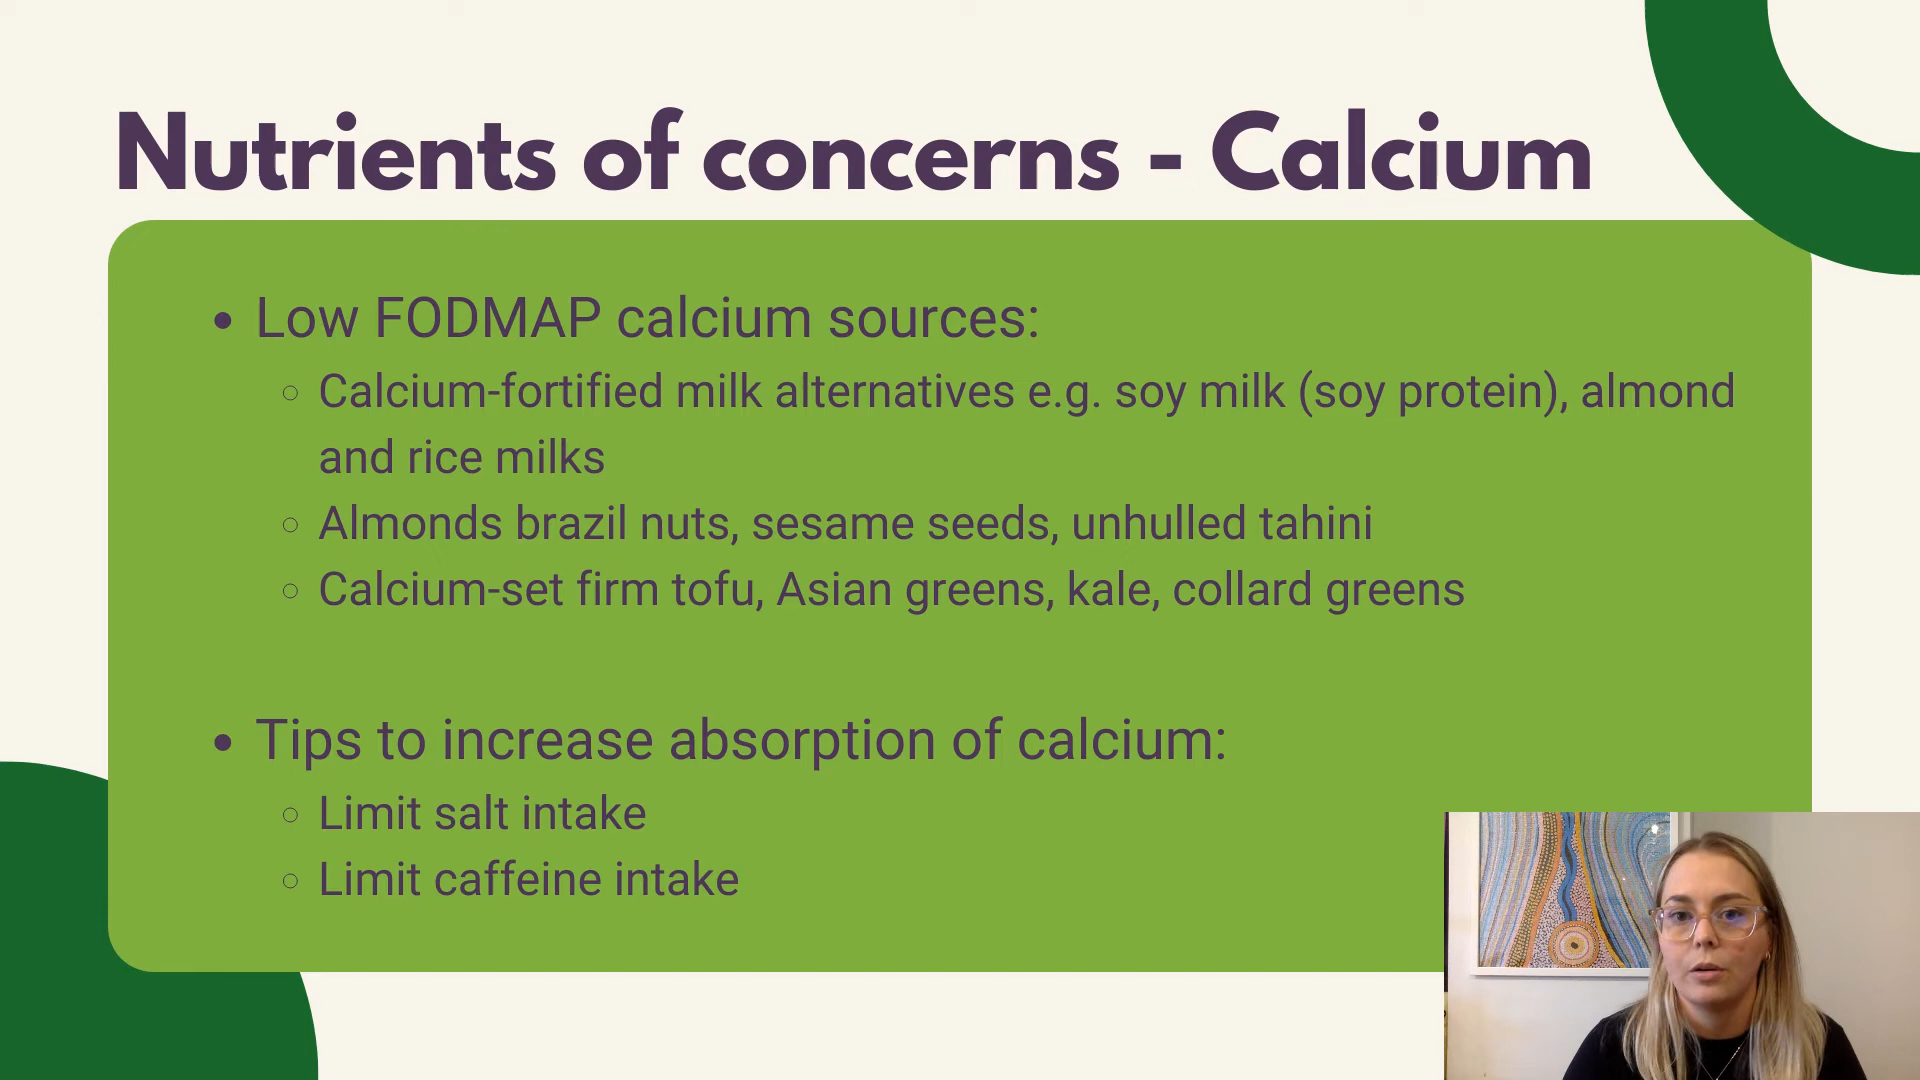 Nutrients of concerns - Calcium
• Low FODMAP calcium sources:
○ Calcium-fortified milk alternatives e.g. soy milk (soy protein), almond
and rice milks
○ Almonds brazil nuts, sesame seeds, unhulled tahini
○ Calcium-set firm tofu, Asian greens, kale, collard greens
• Tips to increase absorption of calcium:
○ Limit salt intake
○ Limit caffeine intake